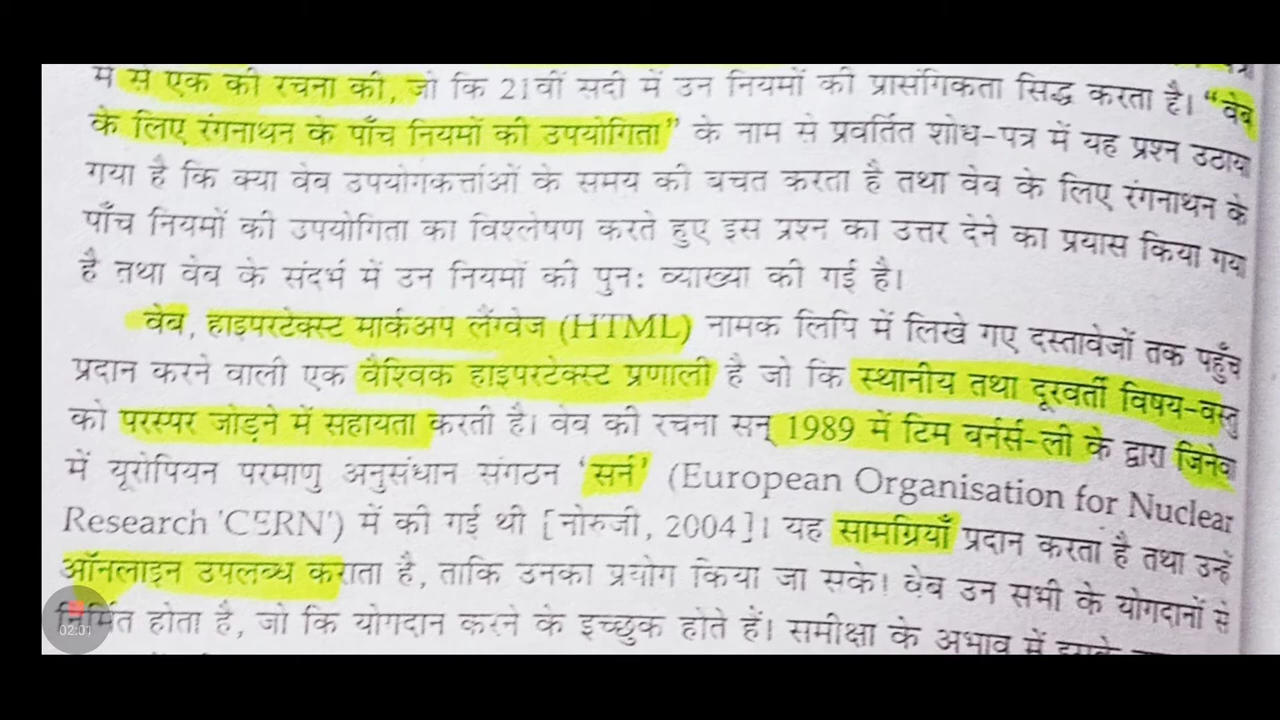 में से एक की रचना की, जो कि 21वीं सदी में उन नियमों की प्रासंगिकता सिद्ध करता है। “वेब
के लिए रंगनाथन के पाँच नियमों की उपयोगिता” के नाम से प्रवर्तित शोध-पत्र में यह प्रश्न उठाया
गया है कि क्या वेब उपयोगकर्त्ताओं के समय की बचत करता है तथा वेब के लिए रंगनाथन के
पाँच नियमों की उपयोगिता का विश्लेषण करते हुए इस प्रश्न का उत्तर देने का प्रयास किया गया
है तथा वेब के संदर्भ में उन नियमों की पुनः व्याख्या की गई है।
वेब, हाइपरटेक्स्ट मार्कअप लैंग्वेज (HTML) नामक लिपि में लिखे गए दस्तावेजों तक पहुँच
प्रदान करने वाली एक वैश्विक हाइपरटेक्स्ट प्रणाली है जो कि स्थानीय तथा दूरवर्ती विषय-वस्तु
को परस्पर जोड़ने में सहायता करती है। वेब की रचना सन् 1989 में टिम बर्नर्स-ली के द्वारा जिनेवा
में यूरोपियन परमाणु अनुसंधान संगठन ‘सर्न’ (European Organisation for Nuclear
Research 'CERN') में की गई थी [नोरुजी, 2004]। यह सामग्रियाँ प्रदान करता है तथा उन्हें
ऑनलाइन उपलब्ध कराता है, ताकि उनका प्रयोग किया जा सके। वेब उन सभी के योगदानों से
निर्मित होता है, जो कि योगदान करने के इच्छुक होते हैं। समीक्षा के अभाव में
02:01